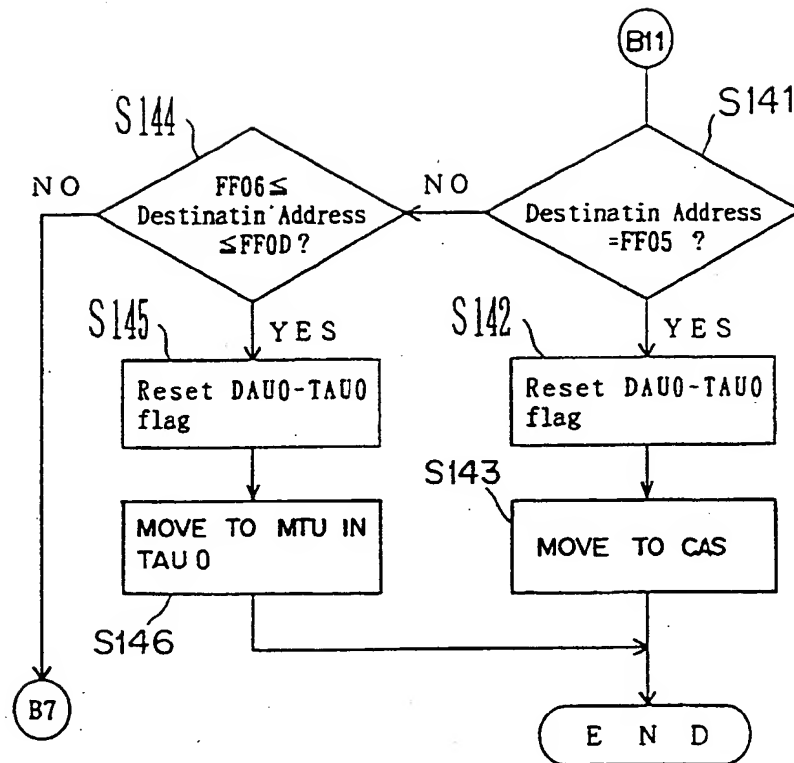 B11
S141
S144
NO
FF06≤
Destinatin Address
≤FF0D?
NO
Destinatin Address
=FF05 ?
S145
YES
S142
YES
Reset DAU0-TAU0
flag
Reset DAU0-TAU0
flag
S143
MOVE TO MTU IN
TAU 0
MOVE TO CAS
S146
B7
END